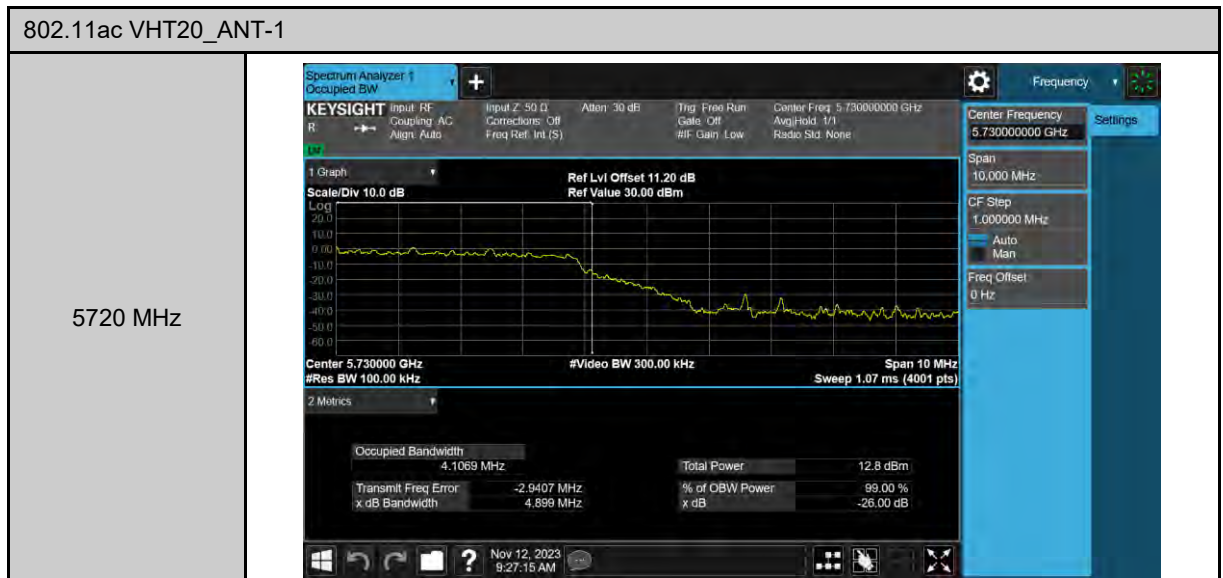 802.11ac VHT20_ANT-1
5720 MHz
Spectrum Analyzer 1
Occupied BW
Frequency
KEYSIGHT Input: RF Input Z: 50 Ω Atten: 30 dB Trig: Free Run Center Freq: 5.730000000 GHz
R Coupling: AC Corrections: Off Gate: Off Avg|Hold: 1/1
Align: Auto Freq Ref: Int (S) #IF Gain: Low Radio Std: None
Center Frequency
5.730000000 GHz
Settings
Span
10.000 MHz
CF Step
1.000000 MHz
Auto
Man
Freq Offset
0 Hz
1 Graph
Ref Lvl Offset 11.20 dB
Scale/Div 10.0 dB Ref Value 30.00 dBm
Log
20.0
10.0
0.00
-10.0
-20.0
-30.0
-40.0
-50.0
-60.0
Center 5.730000 GHz #Video BW 300.00 kHz Span 10 MHz
#Res BW 100.00 kHz Sweep 1.07 ms (4001 pts)
2 Metrics
Occupied Bandwidth
4.1069 MHz Total Power 12.8 dBm
Transmit Freq Error -2.9407 MHz % of OBW Power 99.00 %
x dB Bandwidth 4.899 MHz x dB -26.00 dB
? Nov 12, 2023
9:27:15 AM